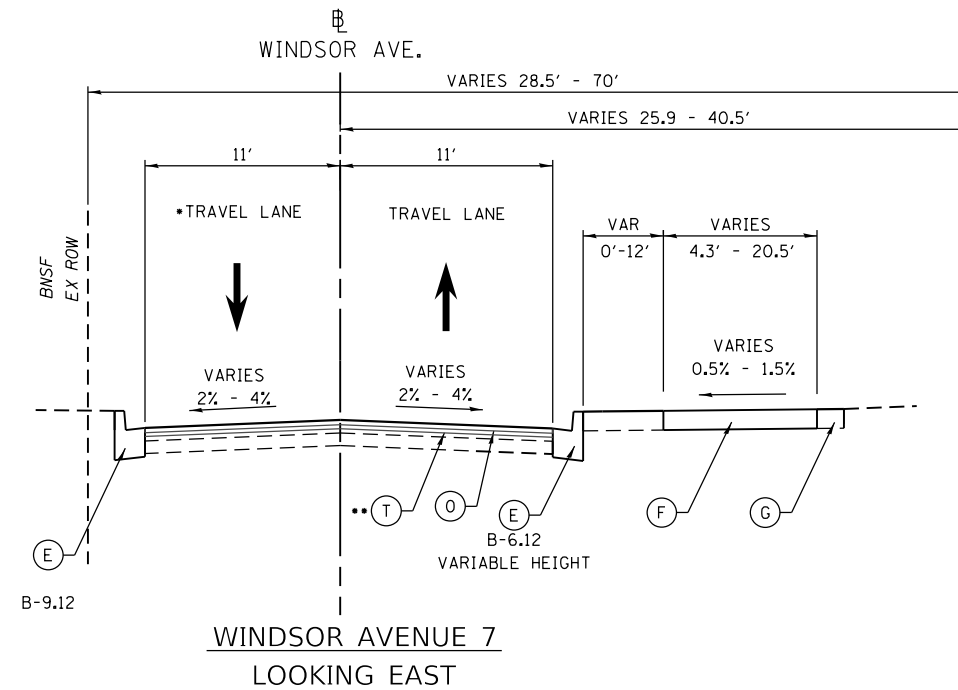 ℄
WINDSOR AVE.
VARIES 28.5' - 70'
VARIES 25.9 - 40.5'
11'
11'
*TRAVEL LANE
TRAVEL LANE
VAR
0'-12'
VARIES
4.3' - 20.5'
BNSF
EX ROW
VARIES
2% - 4%
VARIES
2% - 4%
VARIES
0.5% - 1.5%
E
B-9.12
** T
O
E
B-6.12
VARIABLE HEIGHT
F
G
WINDSOR AVENUE 7
LOOKING EAST